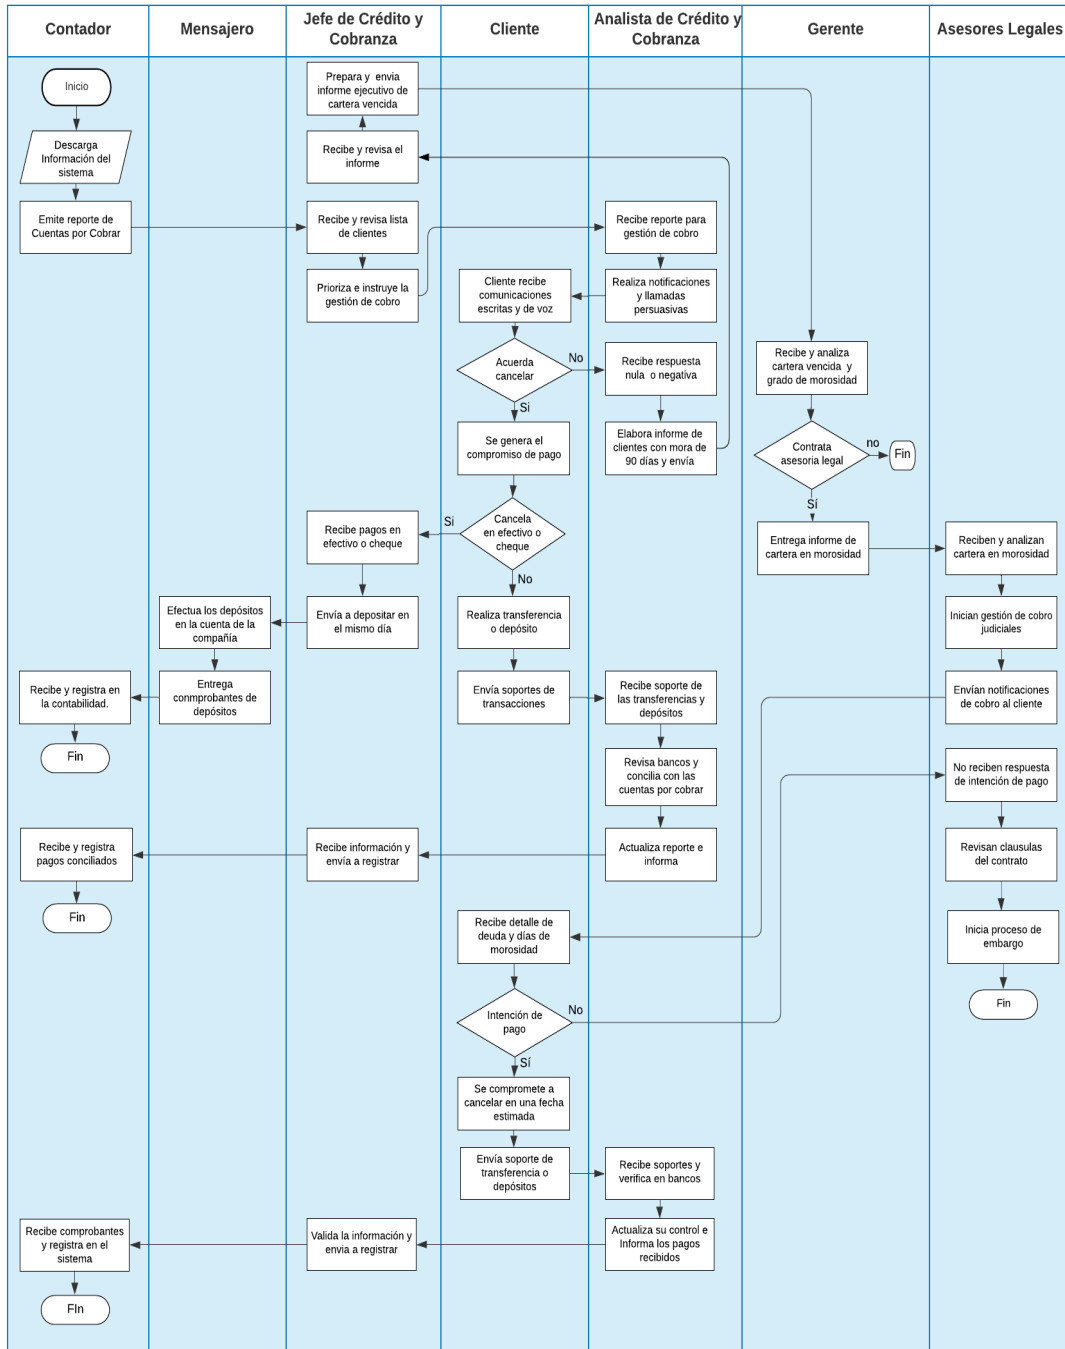 Contador
Mensajero
Jefe de Crédito y
Cobranza
Cliente
Analista de Crédito y
Cobranza
Gerente
Asesores Legales
Inicio
Prepara y envia
informe ejecutivo de
cartera vencida
Descarga
Información del
sistema
Recibe y revisa el
informe
Emite reporte de
Cuentas por Cobrar
Recibe y revisa lista
de clientes
Recibe reporte para
gestión de cobro
Prioriza e instruye la
gestión de cobro
Cliente recibe
comunicaciones
escritas y de voz
Realiza notificaciones
y llamadas
persuasivas
Acuerda
cancelar
No
Recibe respuesta
nula o negativa
Recibe y analiza
cartera vencida y
grado de morosidad
Si
Se genera el
compromiso de pago
Elabora informe de
clientes con mora de
90 días y envía
Contrata
asesoria legal
no
Fin
Sí
Recibe pagos en
efectivo o cheque
Si
Cancela
en efectivo o
cheque
No
Entrega informe de
cartera en morosidad
Reciben y analizan
cartera en morosidad
Efectua los depósitos
en la cuenta de la
compañía
Envía a depositar en
el mismo día
Realiza transferencia
o depósito
Inician gestión de cobro
judiciales
Recibe y registra en
la contabilidad.
Entrega
conmprobantes de
depósitos
Envía soportes de
transacciones
Recibe soporte de
las transferencias y
depósitos
Envían notificaciones
de cobro al cliente
Fin
Revisa bancos y
concilia con las
cuentas por cobrar
No reciben respuesta
de intención de pago
Recibe y registra
pagos conciliados
Recibe información y
envía a registrar
Actualiza reporte e
informa
Revisan clausulas
del contrato
Fin
Recibe detalle de
deuda y días de
morosidad
Inicia proceso de
embargo
Fin
Intención de
pago
No
Sí
Se compromete a
cancelar en una fecha
estimada
Envía soporte de
transferencia o
depósitos
Recibe soportes y
verifica en bancos
Recibe comprobantes
y registra en el
sistema
Valida la información y
envia a registrar
Actualiza su control e
Informa los pagos
recibidos
FIn